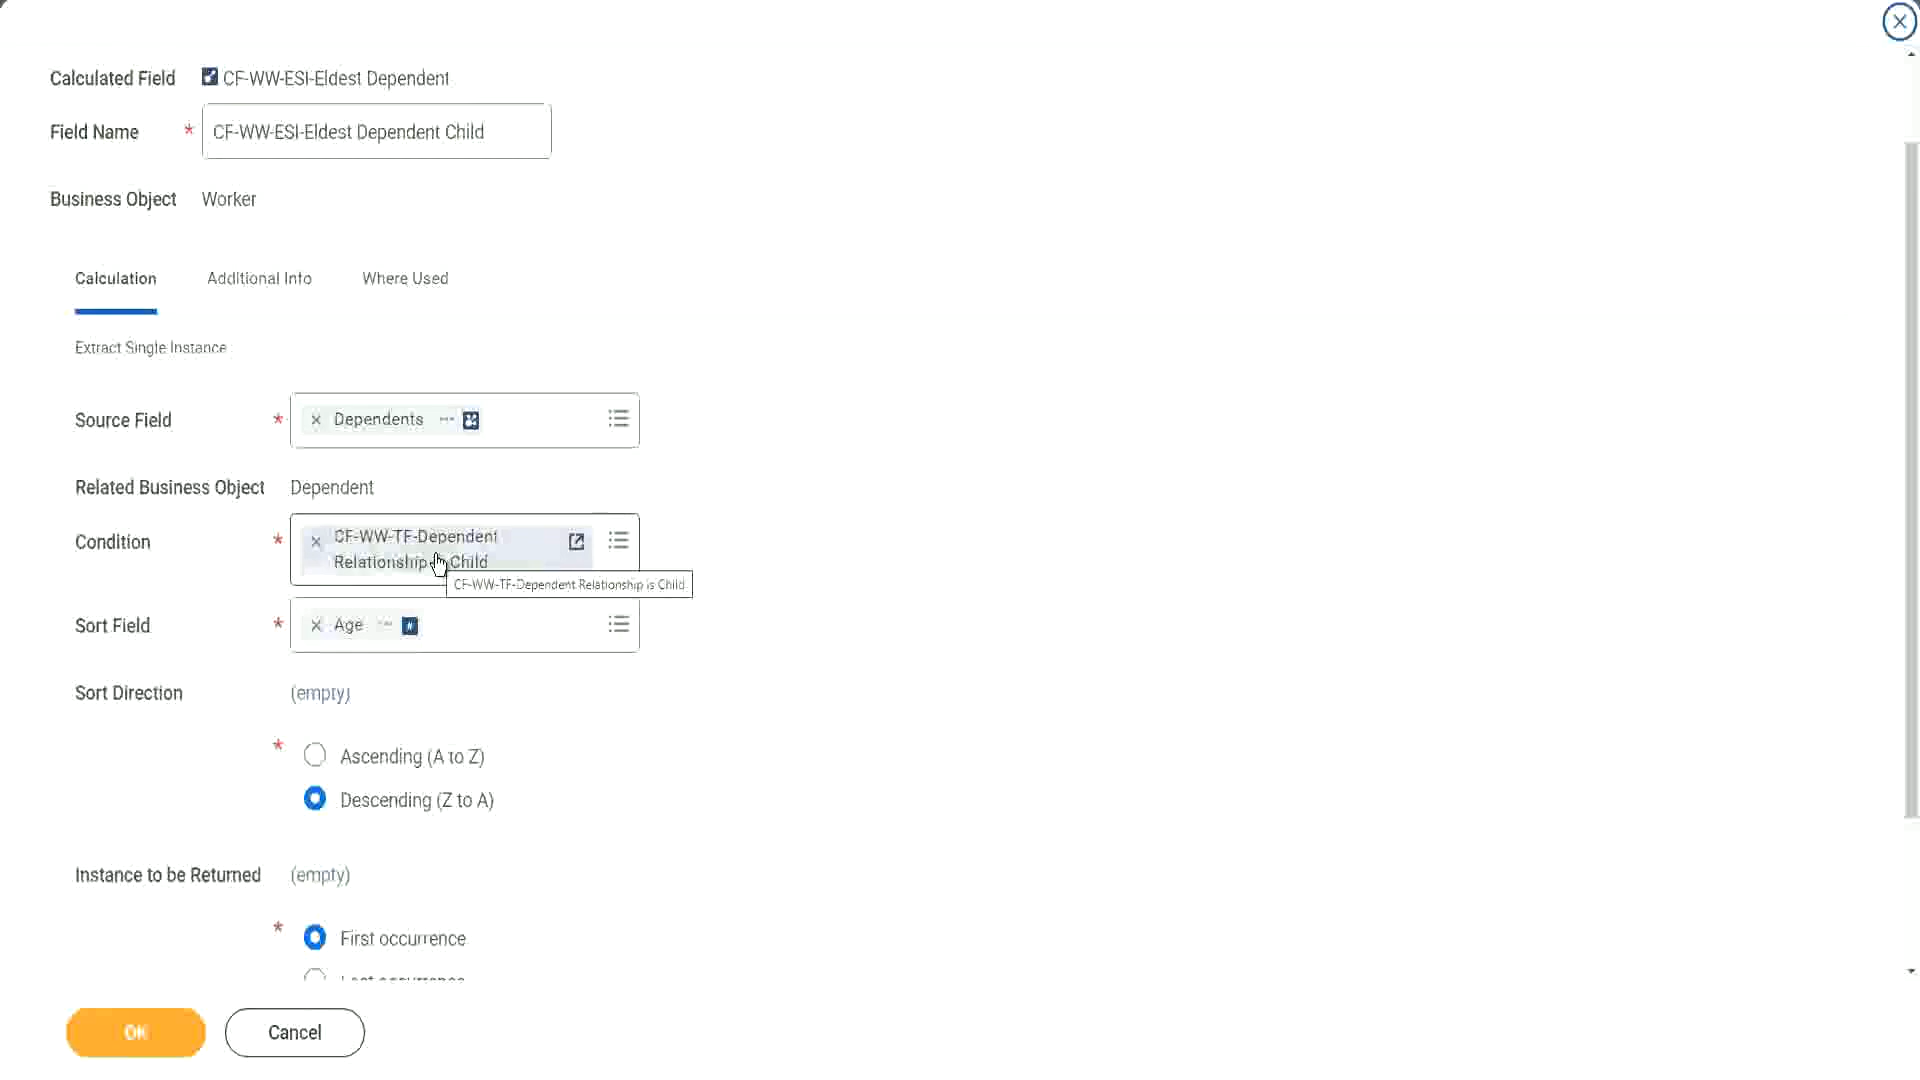 Calculated Field CF-WW-ESI-Eldest Dependent
Field Name * CF-WW-ESI-Eldest Dependent Child
Business Object Worker
Calculation Additional Info Where Used
Extract Single Instance
Source Field * × Dependents
Related Business Object Dependent
Condition * × CF-WW-TF-Dependent
Relationship Child
CF-WW-TF-Dependent Relationship is Child
Sort Field * × Age #
Sort Direction (empty)
* Ascending (A to Z)
Descending (Z to A)
Instance to be Returned (empty)
* First occurrence
OK Cancel